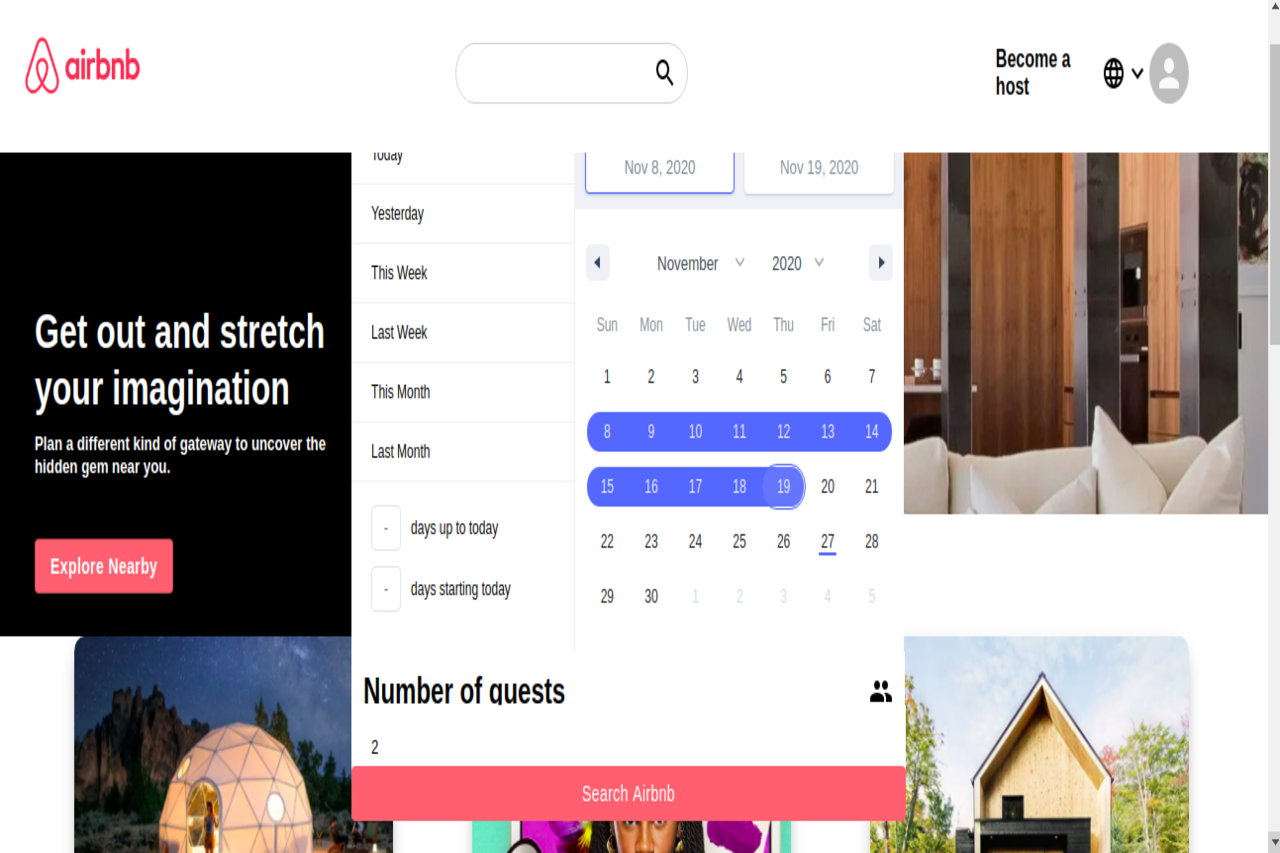 airbnb
Become a
host
Today
Nov 8, 2020 Nov 19, 2020
Yesterday
This Week
Last Week
This Month
Last Month
- days up to today
- days starting today
November 2020
Sun Mon Tue Wed Thu Fri Sat
1 2 3 4 5 6 7
8 9 10 11 12 13 14
15 16 17 18 19 20 21
22 23 24 25 26 27 28
29 30 1 2 3 4 5
Get out and stretch
your imagination
Plan a different kind of gateway to uncover the
hidden gem near you.
Explore Nearby
Number of guests
2
Search Airbnb